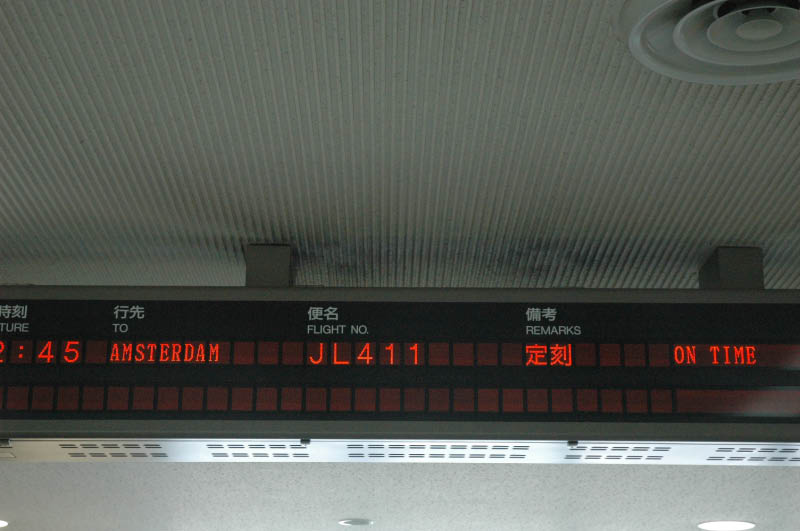 時刻 行先 便名 備考
TURE TO FLIGHT NO. REMARKS
2:45 AMSTERDAM JL411 定刻 ON TIME